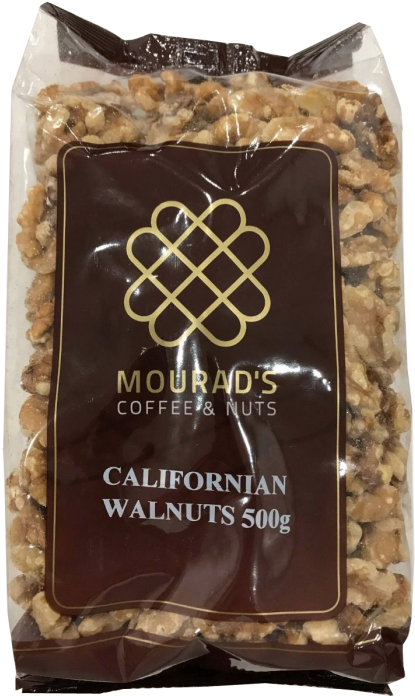 MOURAD'S
COFFEE & NUTS
CALIFORNIAN
WALNUTS 500g